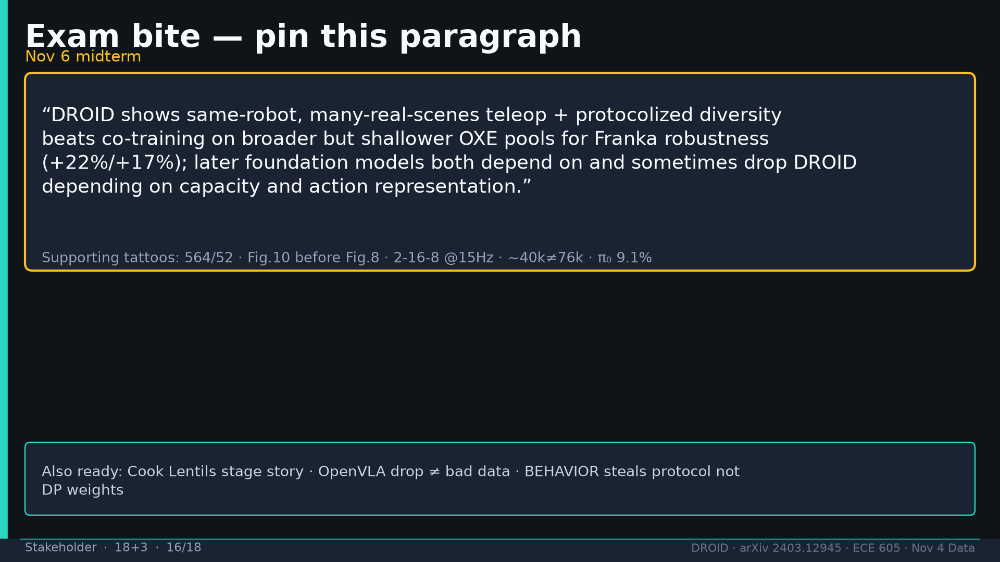 Exam bite — pin this paragraph
Nov 6 midterm
“DROID shows same-robot, many-real-scenes teleop + protocolized diversity
beats co-training on broader but shallower OXE pools for Franka robustness
(+22%/+17%); later foundation models both depend on and sometimes drop DROID
depending on capacity and action representation.”
Supporting tattoos: 564/52 · Fig.10 before Fig.8 · 2-16-8 @15Hz · ~40k≠76k · π₀ 9.1%
Also ready: Cook Lentils stage story · OpenVLA drop ≠ bad data · BEHAVIOR steals protocol not
DP weights
Stakeholder · 18+3 · 16/18
DROID · arXiv 2403.12945 · ECE 605 · Nov 4 Data